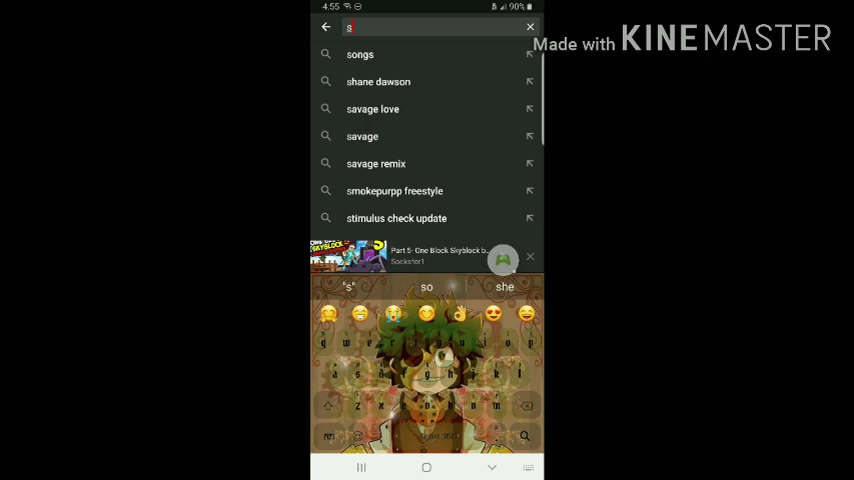 4:55 90%
Made with KINEMASTER
s
songs
shane dawson
savage love
savage
savage remix
smokepurpp freestyle
stimulus check update
Part 5- One Block Skyblock b...
Sockster1
"s" so she
q w e r t y u i o p
a s d f g h j k l
z x c v b n m